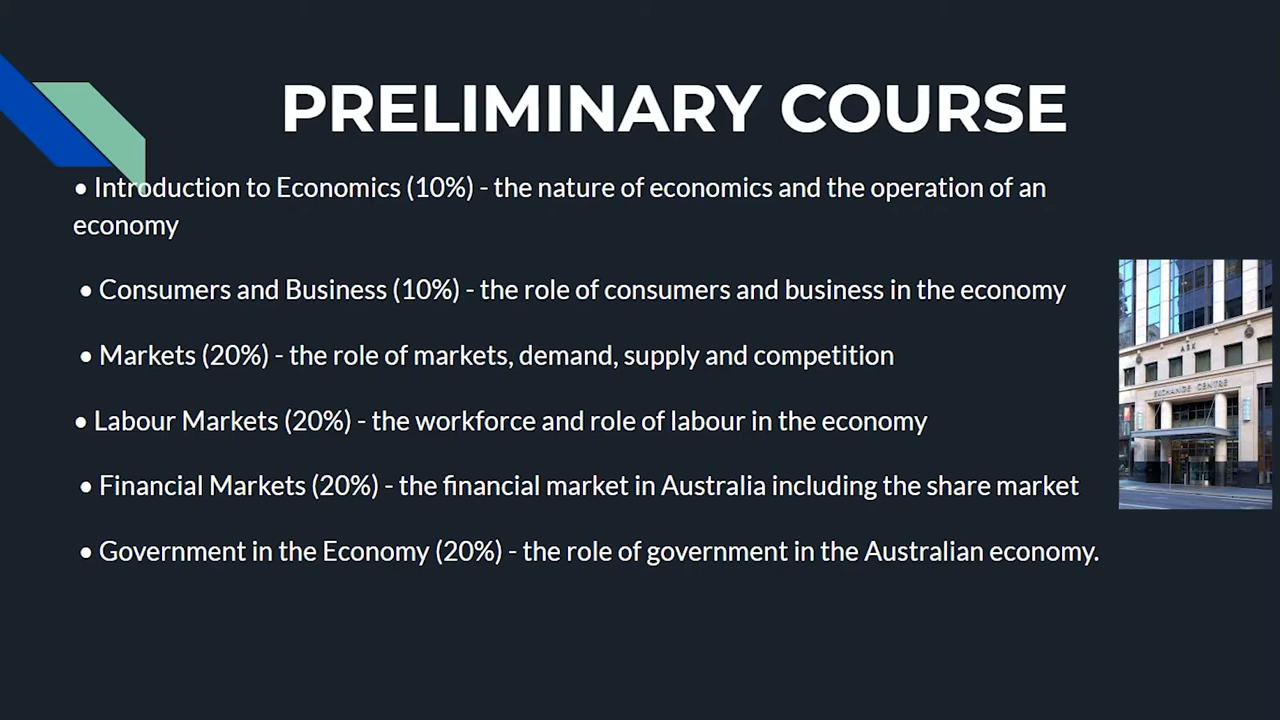 PRELIMINARY COURSE
● Introduction to Economics (10%) - the nature of economics and the operation of an
economy
● Consumers and Business (10%) - the role of consumers and business in the economy
● Markets (20%) - the role of markets, demand, supply and competition
● Labour Markets (20%) - the workforce and role of labour in the economy
● Financial Markets (20%) - the financial market in Australia including the share market
● Government in the Economy (20%) - the role of government in the Australian economy.
ASX
EXCHANGE CENTRE